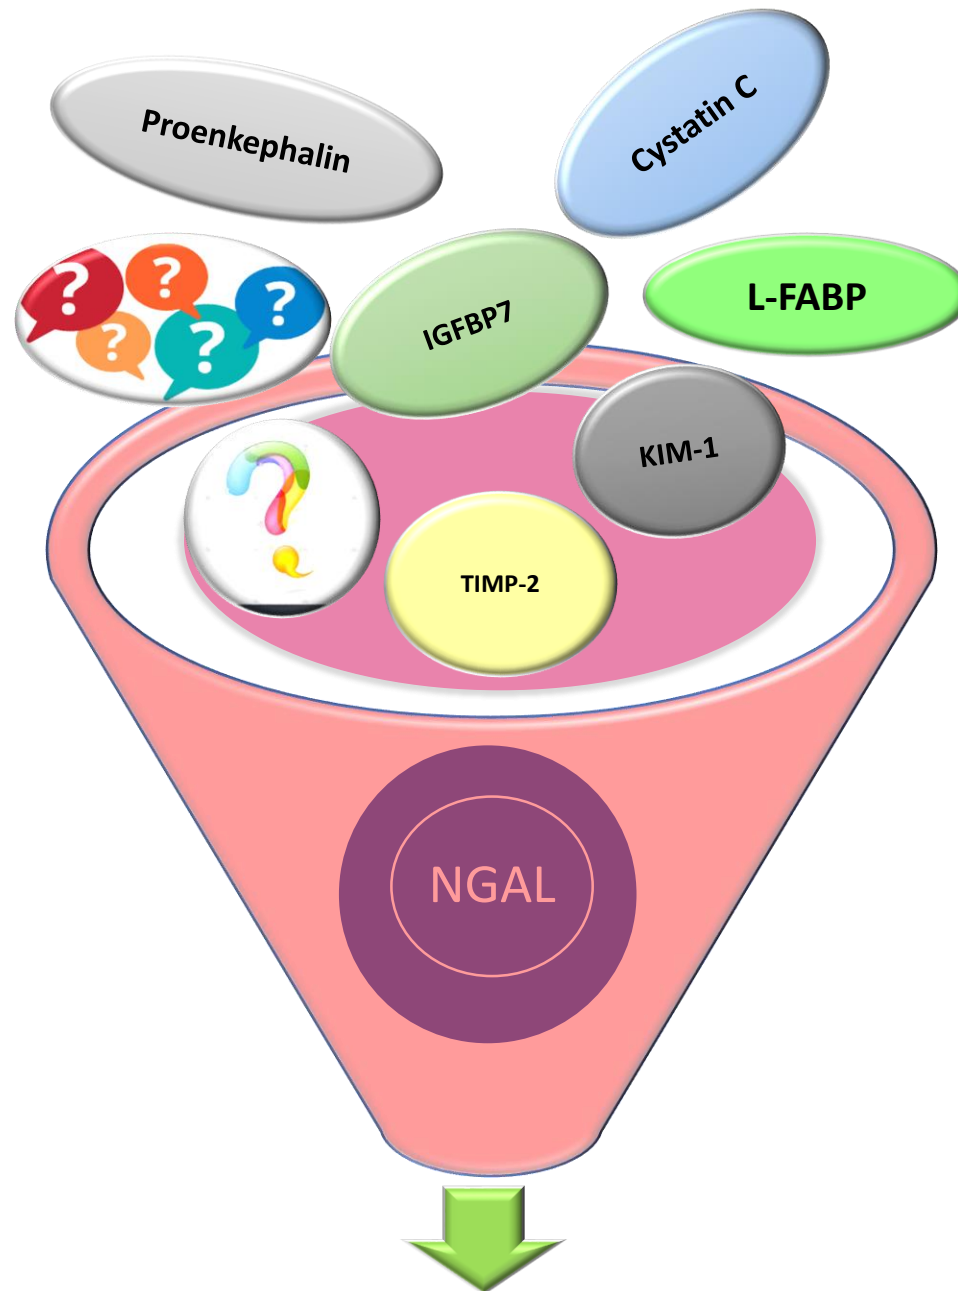 Proenkephalin
Cystatin C
? ? ? ? ?
IGFBP7
L-FABP
KIM-1
?
TIMP-2
NGAL